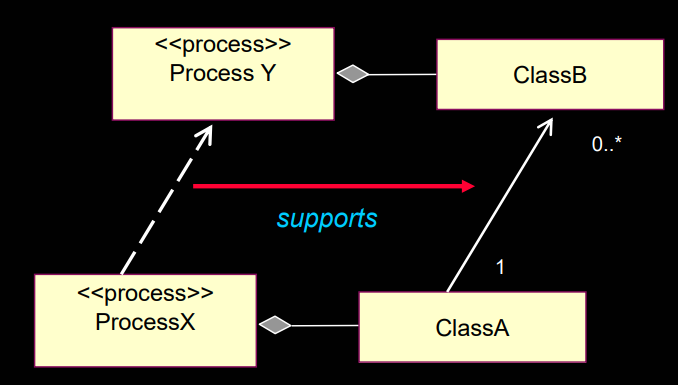 <<process>>
Process Y
ClassB
0..*
supports
1
<<process>>
ProcessX
ClassA